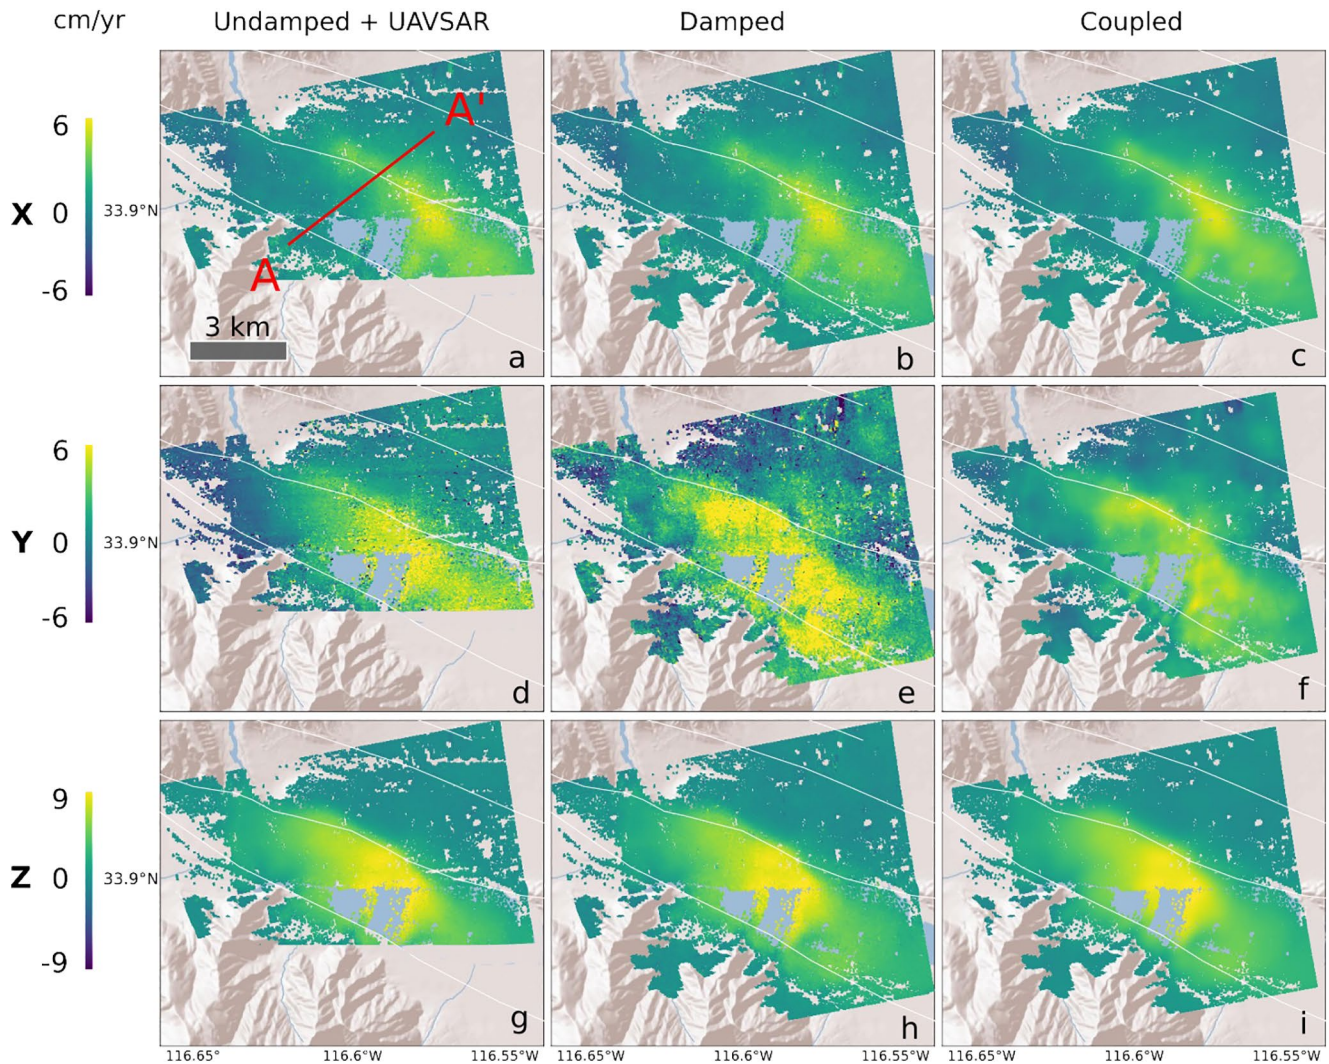 cm/yr Undamped + UAVSAR Damped Coupled
6
X 0
-6
33.9°N
A'
A
3 km
a
b
c
6
Y 0
-6
33.9°N
d
e
f
9
Z 0
-9
33.9°N
g
h
i
116.65° 116.6°W 116.55°W 116.65°W 116.6°W 116.55°W 116.65°W 116.6°W 116.55°W